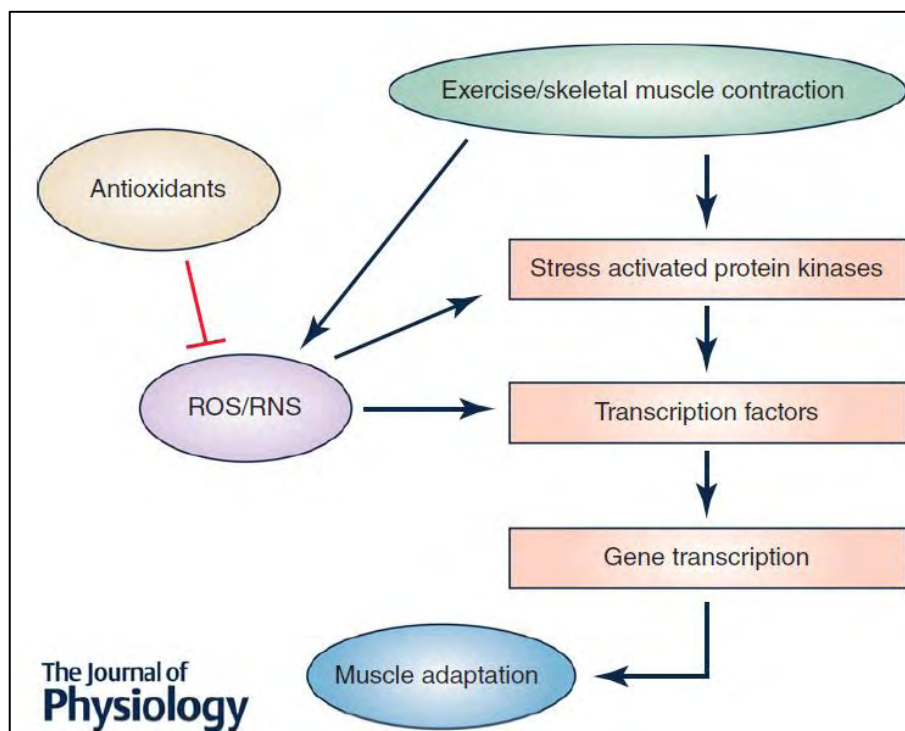 Exercise/skeletal muscle contraction
Antioxidants
Stress activated protein kinases
ROS/RNS
Transcription factors
Gene transcription
Muscle adaptation
The Journal of
Physiology